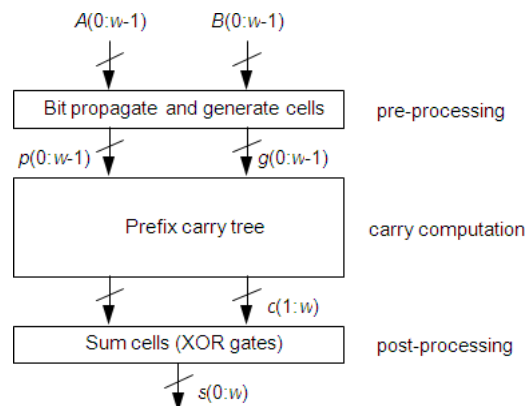 A(0:w-1) B(0:w-1)
Bit propagate and generate cells pre-processing
p(0:w-1) g(0:w-1)
Prefix carry tree carry computation
c(1:w)
Sum cells (XOR gates) post-processing
s(0:w)